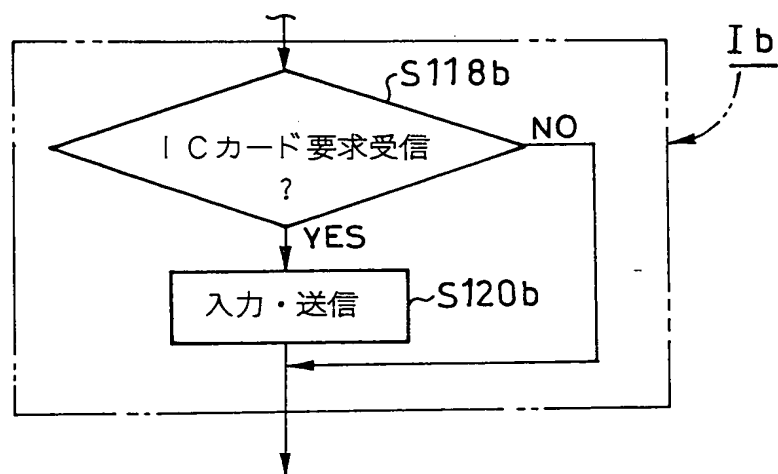 Ib
S118b
ICカード要求受信
?
NO
YES
入力・送信
S120b